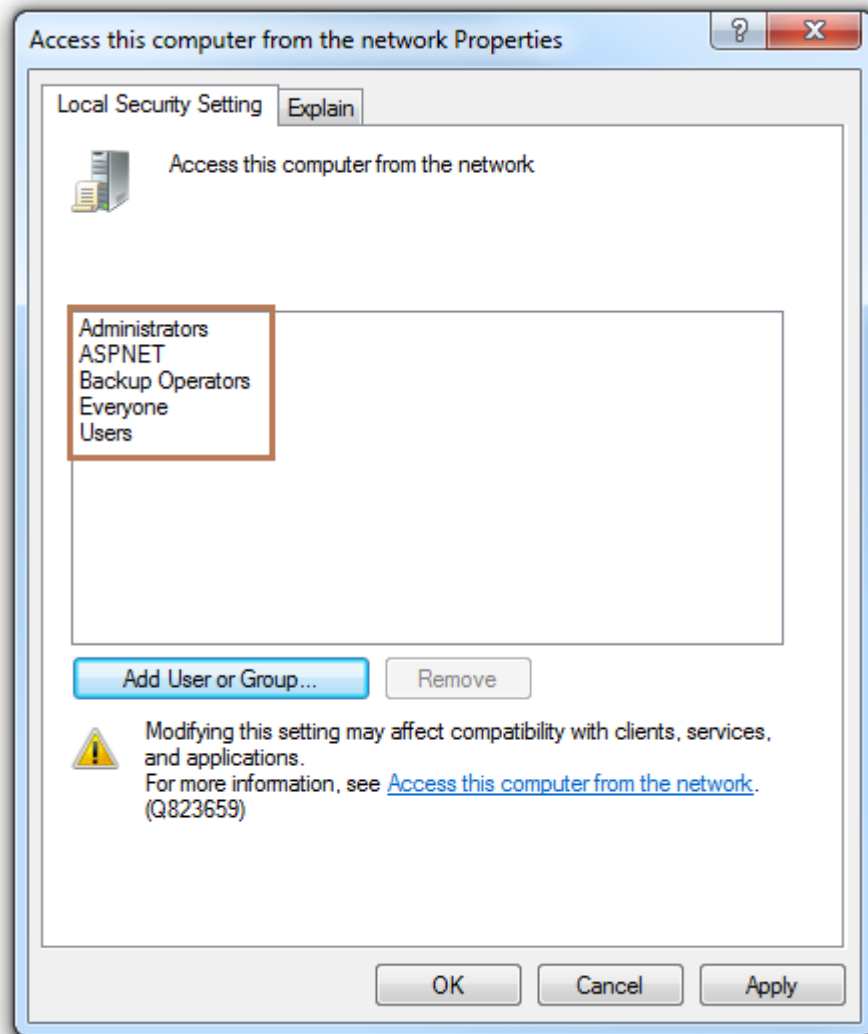 Access this computer from the network Properties
Local Security Setting
Explain
Access this computer from the network
Administrators
ASPNET
Backup Operators
Everyone
Users
Add User or Group...
Remove
Modifying this setting may affect compatibility with clients, services,
and applications.
For more information, see Access this computer from the network.
(Q823659)
OK
Cancel
Apply